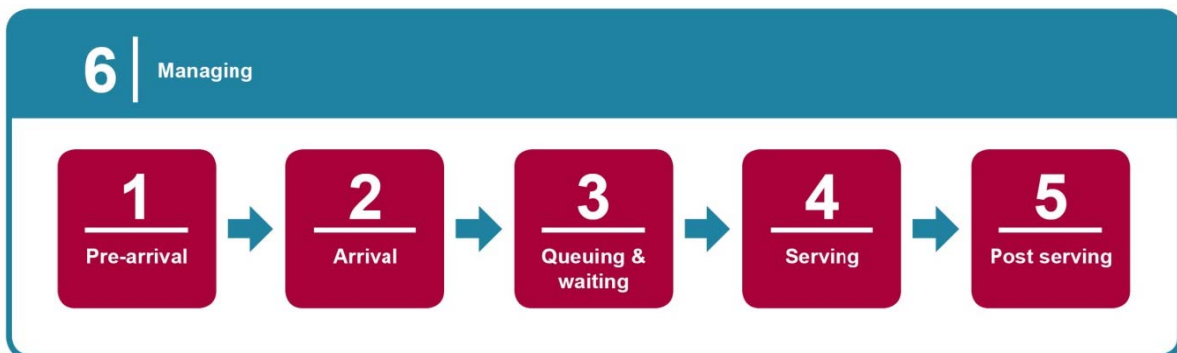 6 Managing
1
Pre-arrival
2
Arrival
3
Queuing &
waiting
4
Serving
5
Post serving